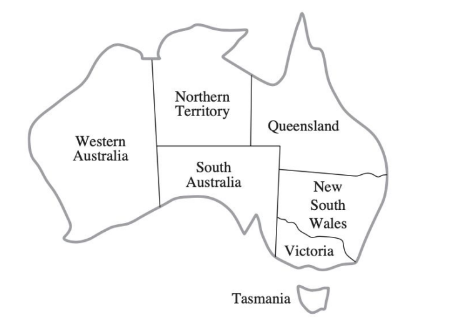 Northern
Territory
Western
Australia
Queensland
South
Australia
New
South
Wales
Victoria
Tasmania